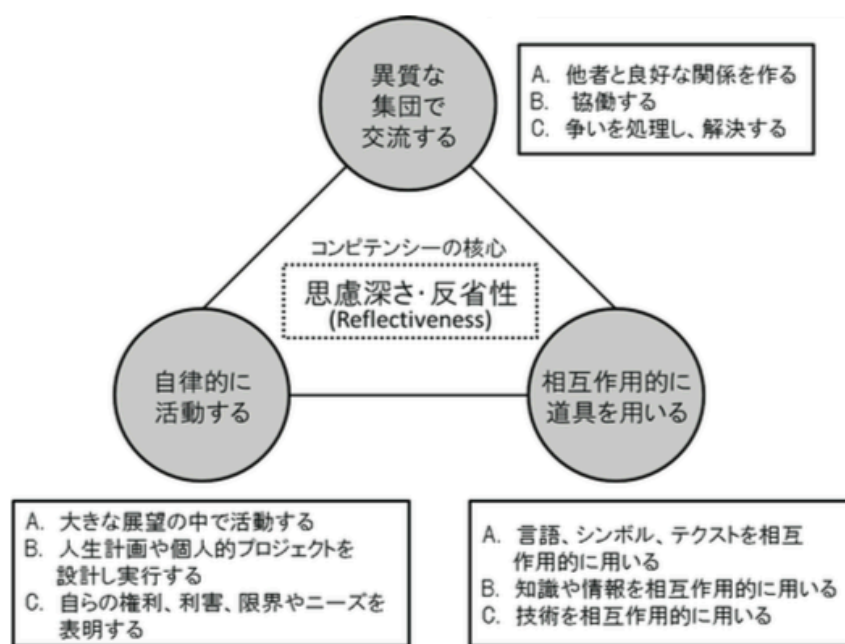 異質な
集団で
交流する
A. 他者と良好な関係を作る
B. 協働する
C. 争いを処理し、解決する
コンピテンシーの核心
思慮深さ・反省性
(Reflectiveness)
自律的に
活動する
相互作用的に
道具を用いる
A. 大きな展望の中で活動する
B. 人生計画や個人的プロジェクトを
設計し実行する
C. 自らの権利、利害、限界やニーズを
表明する
A. 言語、シンボル、テクストを相互
作用的に用いる
B. 知識や情報を相互作用的に用いる
C. 技術を相互作用的に用いる